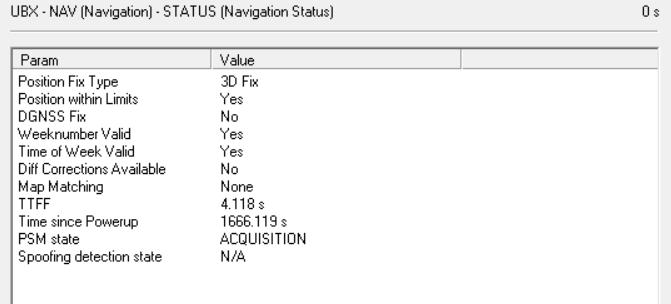 UBX - NAV (Navigation) - STATUS (Navigation Status) 0 s
Param Value
Position Fix Type 3D Fix
Position within Limits Yes
DGNSS Fix No
Weeknumber Valid Yes
Time of Week Valid Yes
Diff Corrections Available No
Map Matching None
TTFF 4.118 s
Time since Powerup 1666.119 s
PSM state ACQUISITION
Spoofing detection state N/A